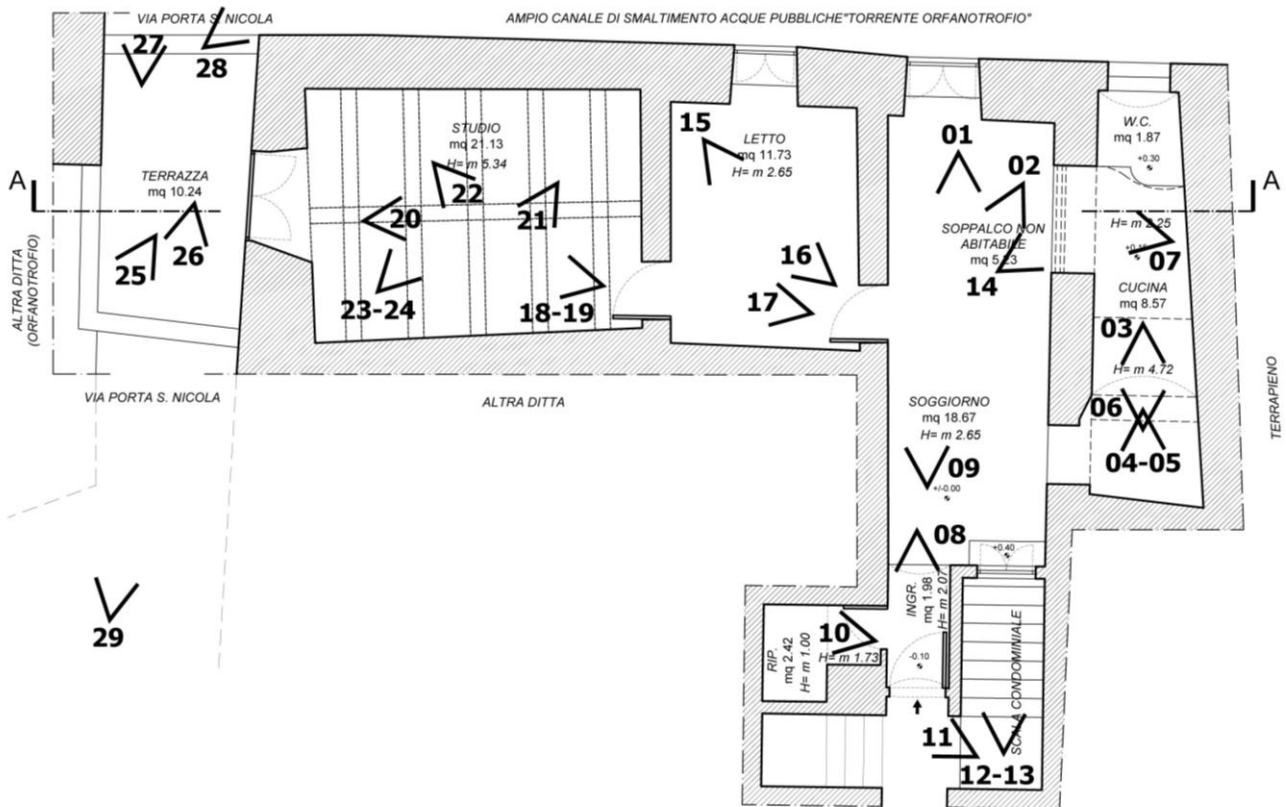 VIA PORTA S. NICOLA
AMPIO CANALE DI SMALTIMENTO ACQUE PUBBLICHE"TORRENTE ORFANOTROFIO"
27
28
STUDIO
mq 21.13
H= m 5.34
15
LETTO
mq 11.73
H= m 2.65
01
02
W.C.
mq 1.87
+0.30
A
TERRAZZA
mq 10.24
22
20
21
A
25
26
SOPPALCO NON
ABITABILE
mq 5.23
14
H= m 2.25
07
CUCINA
mq 8.57
16
17
23-24
18-19
ALTRA DITTA
(ORFANOTROFIO)
03
H= m 4.72
06
04-05
TERRAPIENO
VIA PORTA S. NICOLA
ALTRA DITTA
SOGGIORNO
mq 18.67
H= m 2.65
09
+/-0.00
08
+0.40
INGR.
mq 1.98
H= m 2.07
29
10
H= m 1.73
RIP.
mq 2.42
H= m 1.00
-0.10
SCALA CONDOMINIALE
11
12-13